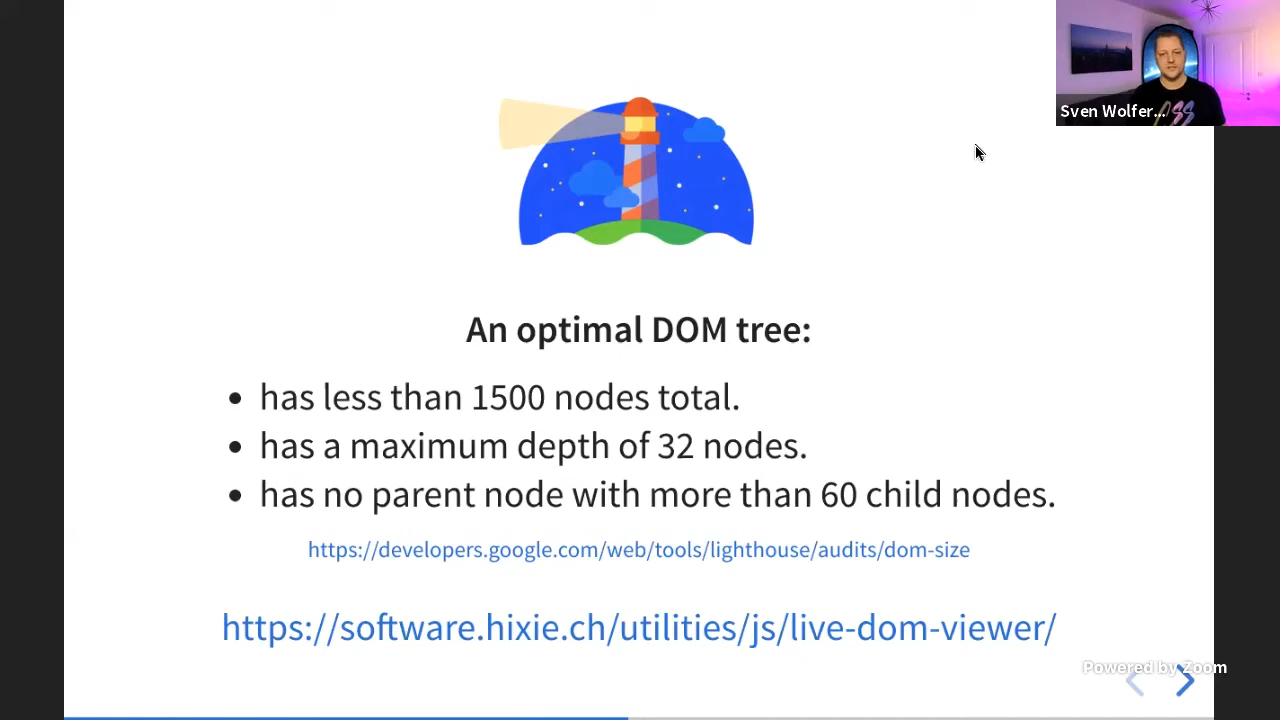 Sven Wolfer...
An optimal DOM tree:
• has less than 1500 nodes total.
• has a maximum depth of 32 nodes.
• has no parent node with more than 60 child nodes.
https://developers.google.com/web/tools/lighthouse/audits/dom-size
https://software.hixie.ch/utilities/js/live-dom-viewer/
Powered by Zoom